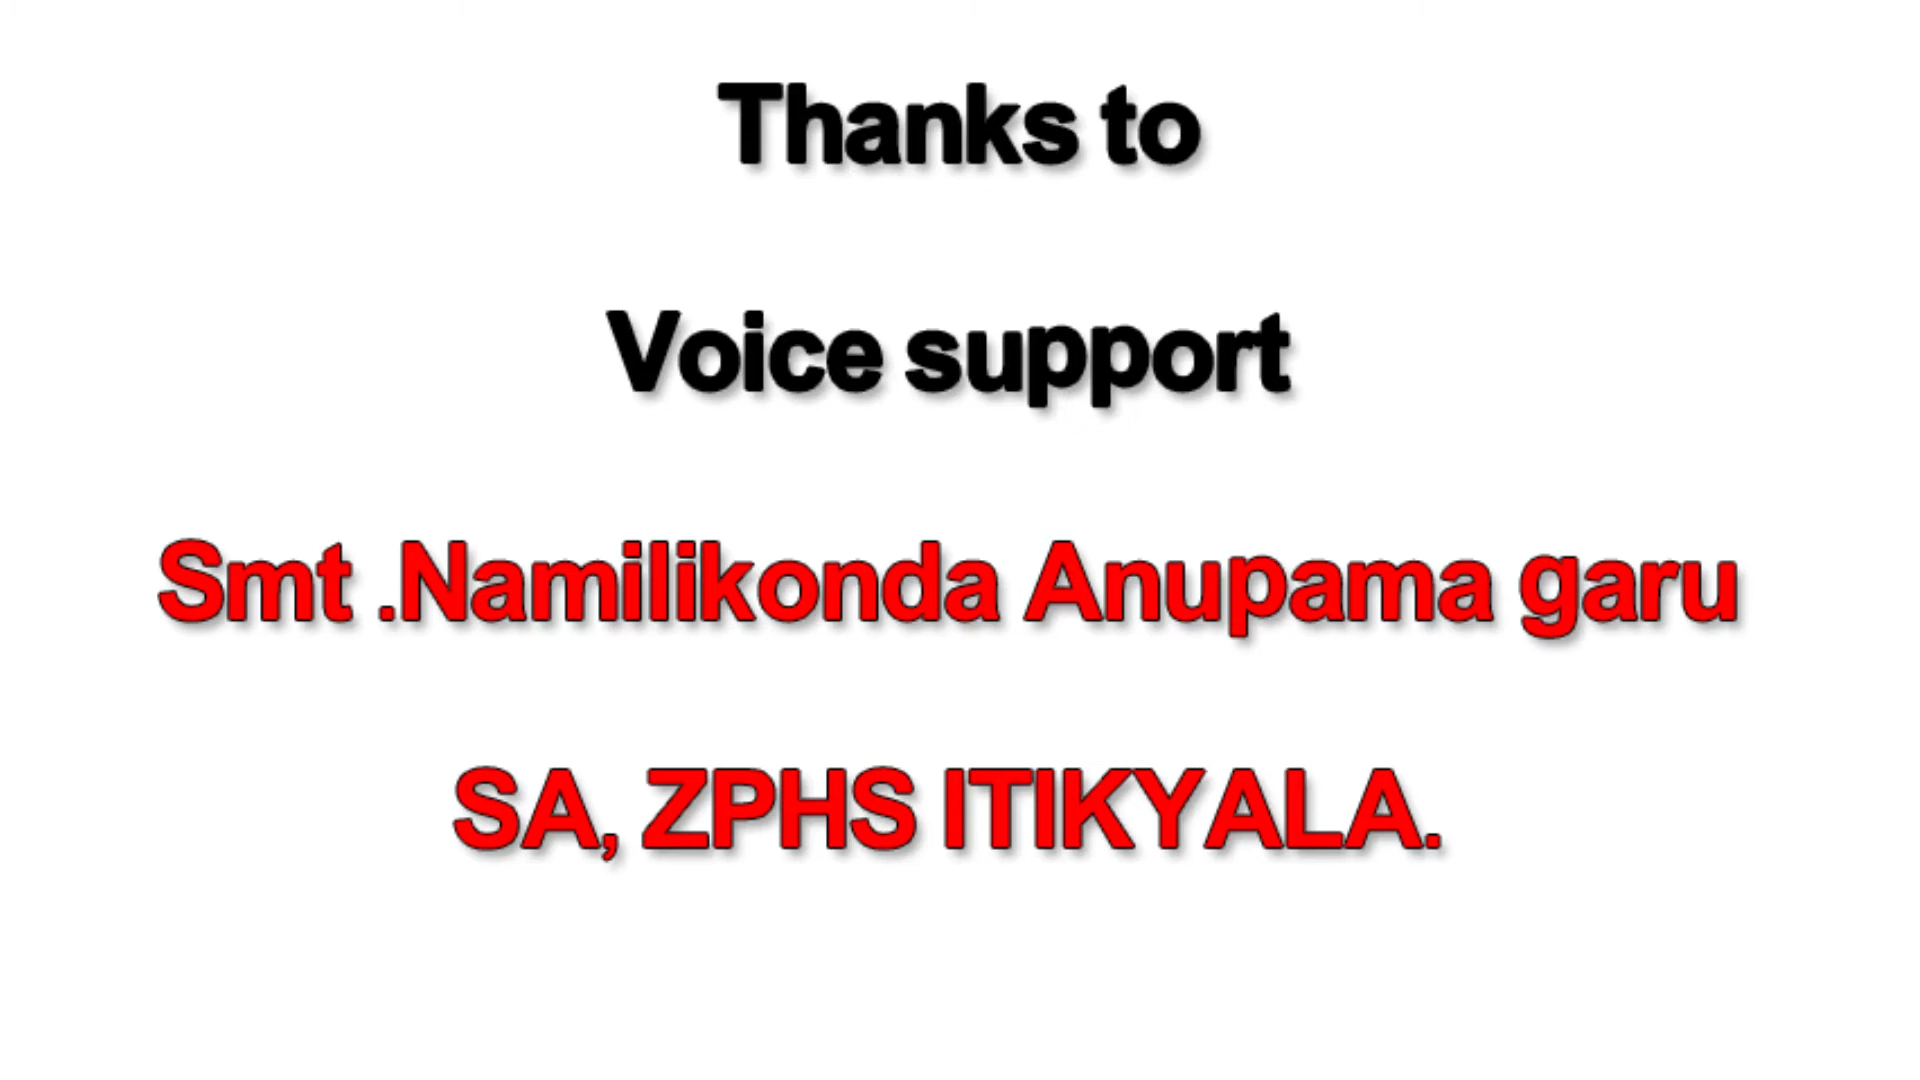 Thanks to
Voice support
Smt .Namilikonda Anupama garu
SA, ZPHS ITIKYALA.